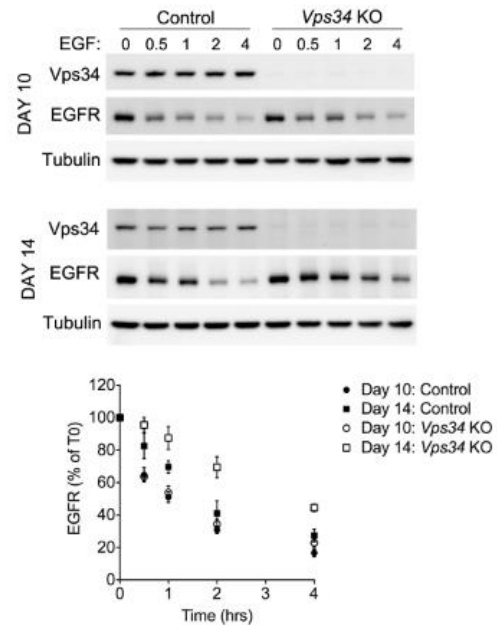 Control Vps34 KO
EGF: 0 0.5 1 2 4 0 0.5 1 2 4
DAY 10
Vps34
EGFR
Tubulin
DAY 14
Vps34
EGFR
Tubulin
EGFR (% of T0)
120
100
80
60
40
20
0
0 1 2 3 4
Time (hrs)
Day 10: Control
Day 14: Control
Day 10: Vps34 KO
Day 14: Vps34 KO